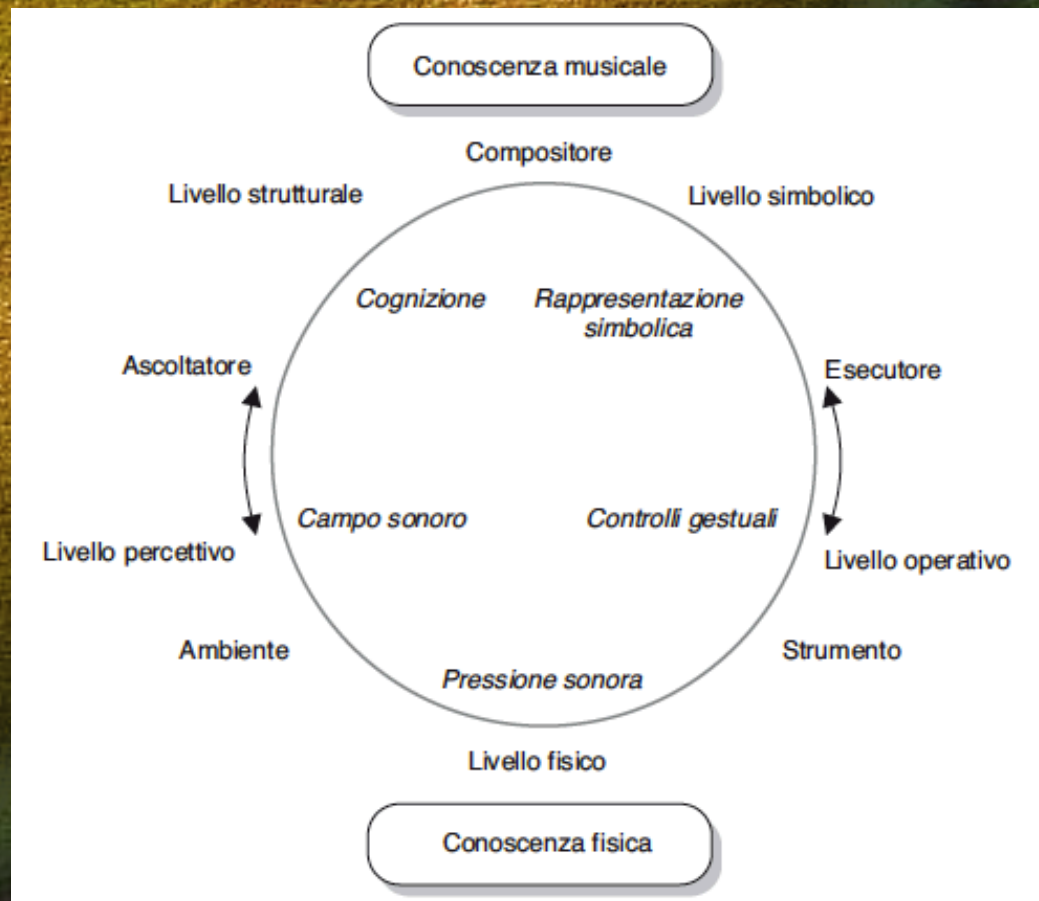 Conoscenza musicale
Compositore
Livello strutturale
Livello simbolico
Cognizione
Rappresentazione
simbolica
Ascoltatore
Esecutore
Campo sonoro
Controlli gestuali
Livello percettivo
Livello operativo
Ambiente
Strumento
Pressione sonora
Livello fisico
Conoscenza fisica